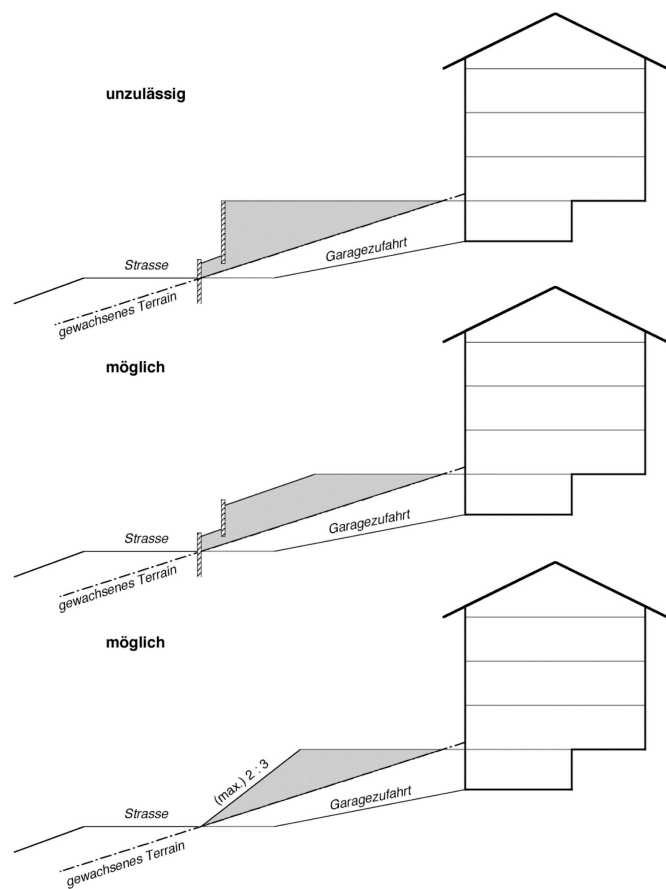 unzulässig
Garagezufahrt
Strasse
gewachsenes Terrain
möglich
Garagezufahrt
Strasse
gewachsenes Terrain
möglich
(max.) 2 : 3
Garagezufahrt
Strasse
gewachsenes Terrain